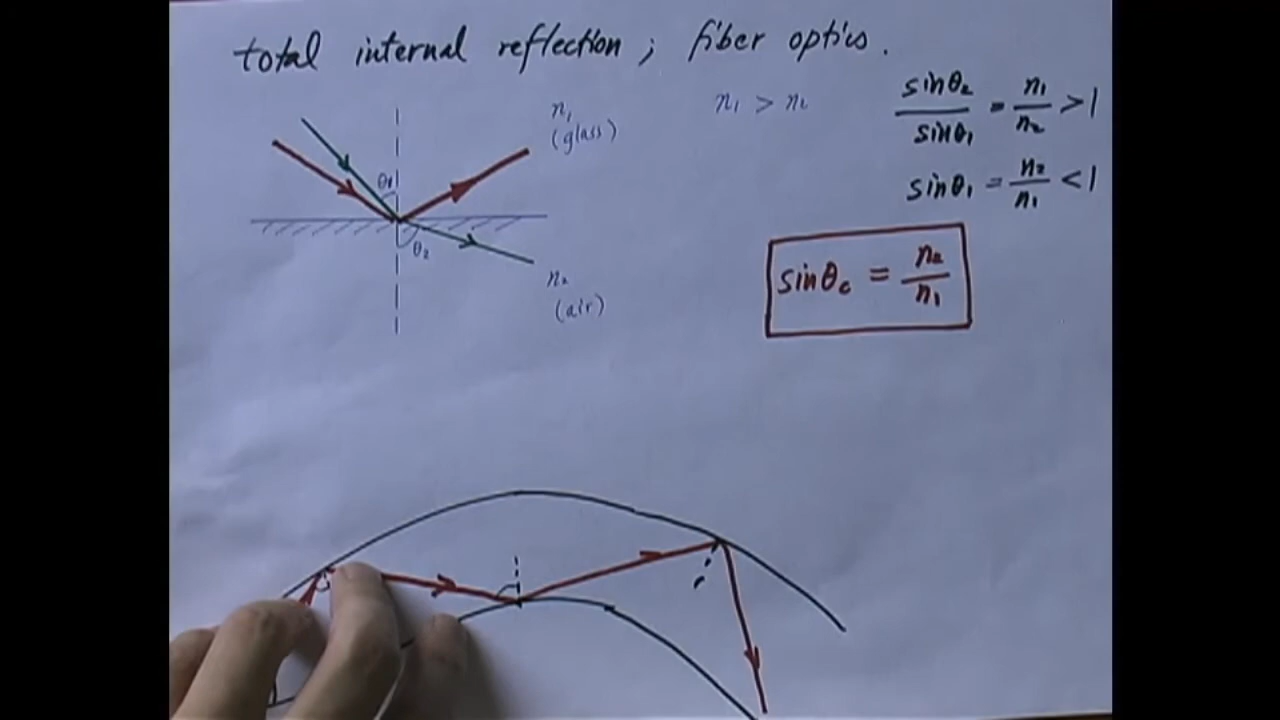 total internal reflection ; fiber optics .
n₁ > n₂
sinθ₂ / sinθ₁ = n₁ / n₂ > 1
sinθ₁ = n₂ / n₁ < 1
n₁
(glass)
θ₁
θ₂
n₂
(air)
sinθc = n₂ / n₁